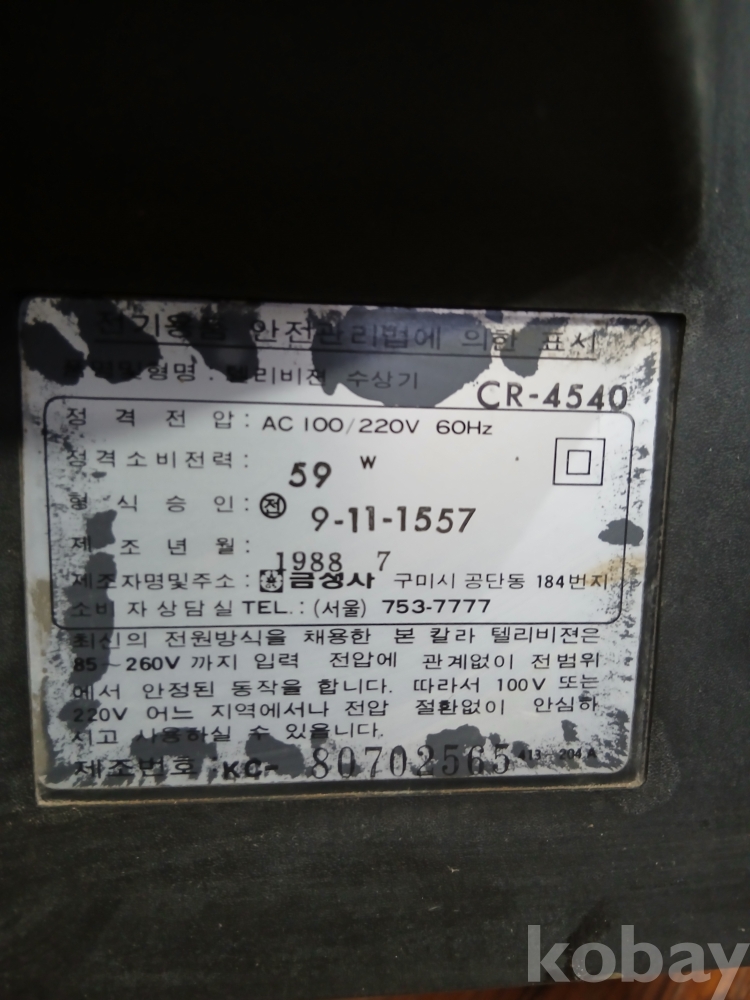 전기용품 안전관리법에 의한 표시
품명및형명 : 텔리비젼 수상기 CR-4540
정격전압 : AC 100/220V 60Hz
정격소비전력 : 59 W
형식승인 : 전 9-11-1557
제조년월 : 1988 7
제조자명및주소 : 금성사 구미시 공단동 184번지
소비자상담실 TEL. : (서울) 753-7777
최신의 전원방식을 채용한 본 칼라 텔리비젼은
85~260V 까지 입력 전압에 관계없이 전범위
에서 안정된 동작을 합니다. 따라서 100V 또는
220V 어느 지역에서나 전압 절환없이 안심하
시고 사용하실 수 있읍니다.
제조번호 : KC- 80702565 413-204A
kobay